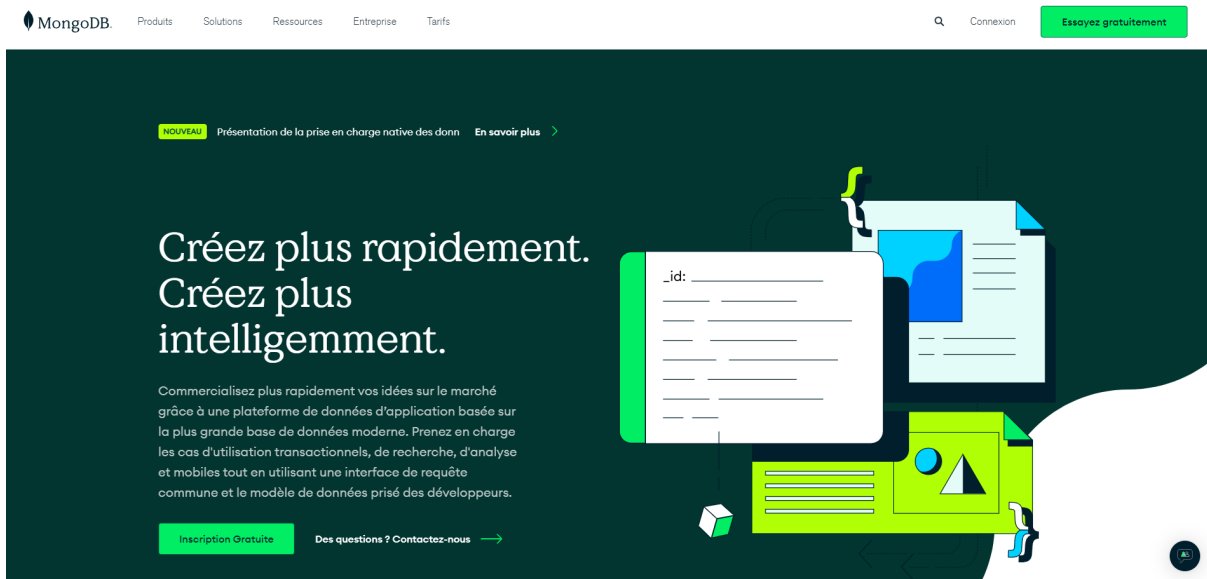 MongoDB.
Produits Solutions Ressources Entreprise Tarifs
Connexion Essayez gratuitement
NOUVEAU Présentation de la prise en charge native des donn En savoir plus
Créez plus rapidement.
Créez plus
intelligemment.
Commercialisez plus rapidement vos idées sur le marché
grâce à une plateforme de données d'application basée sur
la plus grande base de données moderne. Prenez en charge
les cas d'utilisation transactionnels, de recherche, d'analyse
et mobiles tout en utilisant une interface de requête
commune et le modèle de données prisé des développeurs.
Inscription Gratuite Des questions ? Contactez-nous
_id: